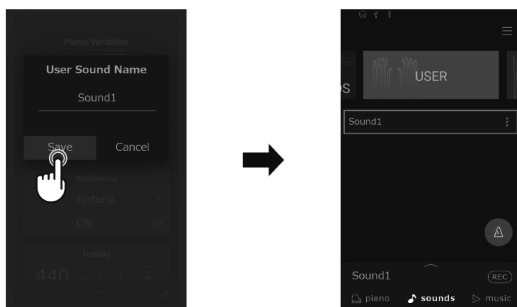 Piano Variation
User Sound Name
Sound1
Save
Cancel
Ambience
Natural
ON
Tuning
440
USER
Sound1
Sound1
REC
piano
sounds
music